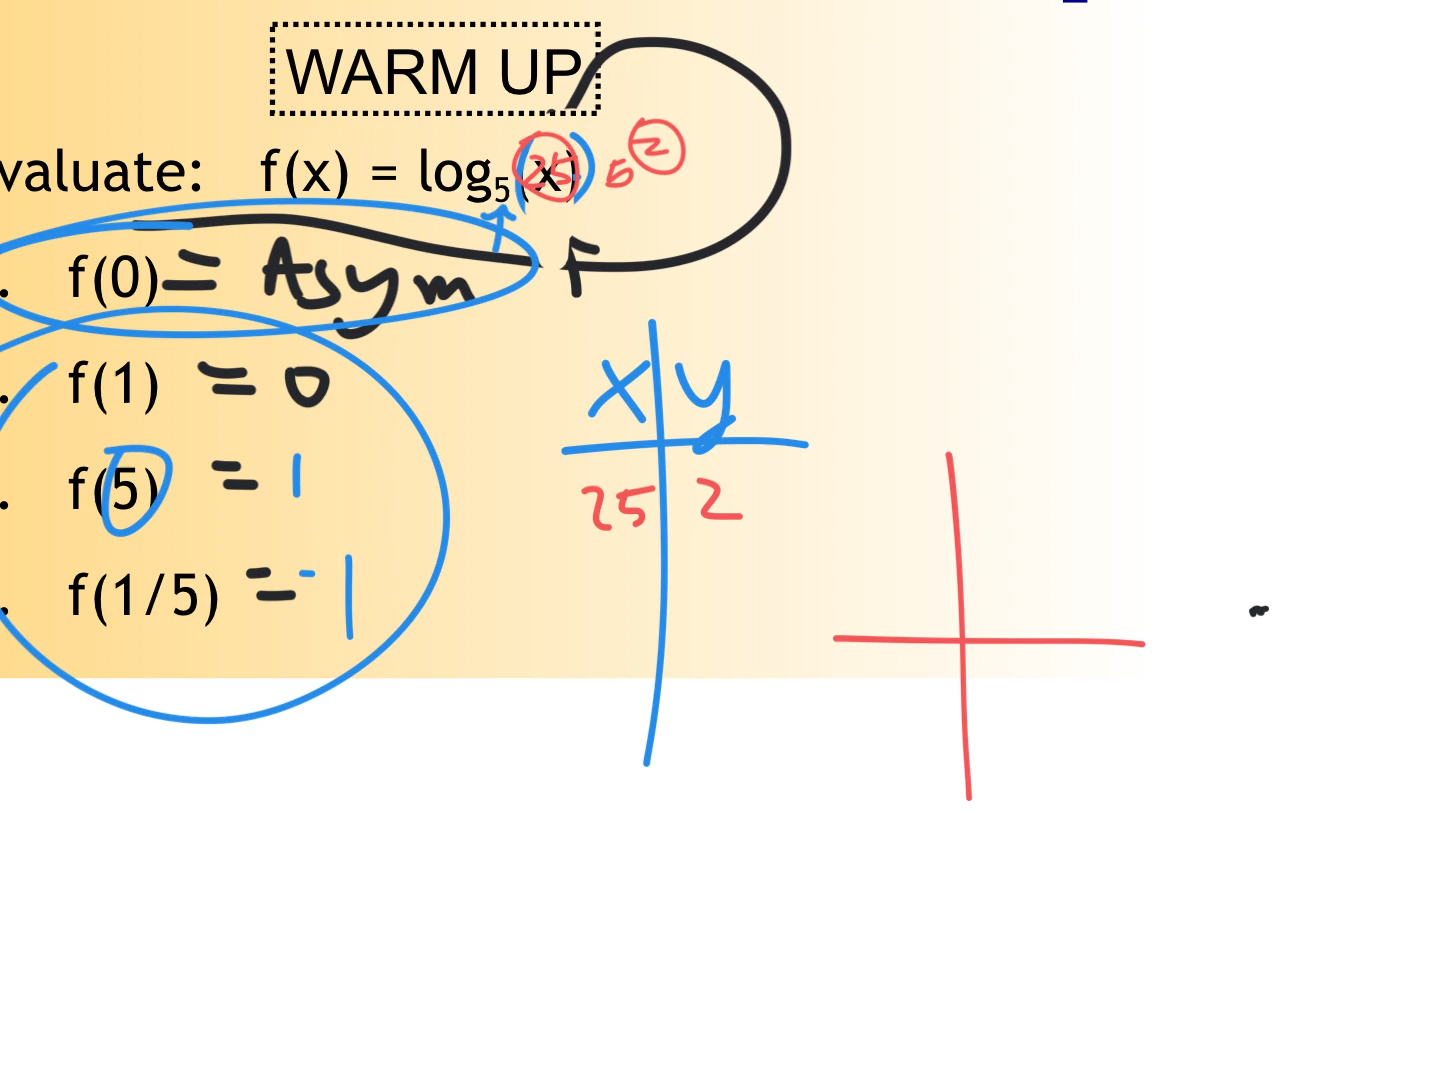 WARM UP
valuate: f(x) = log5(x) (25) 5^2
. f(0) = Asym
. f(1) = 0
. f(5) = 1
. f(1/5) = -1
x y
25 2